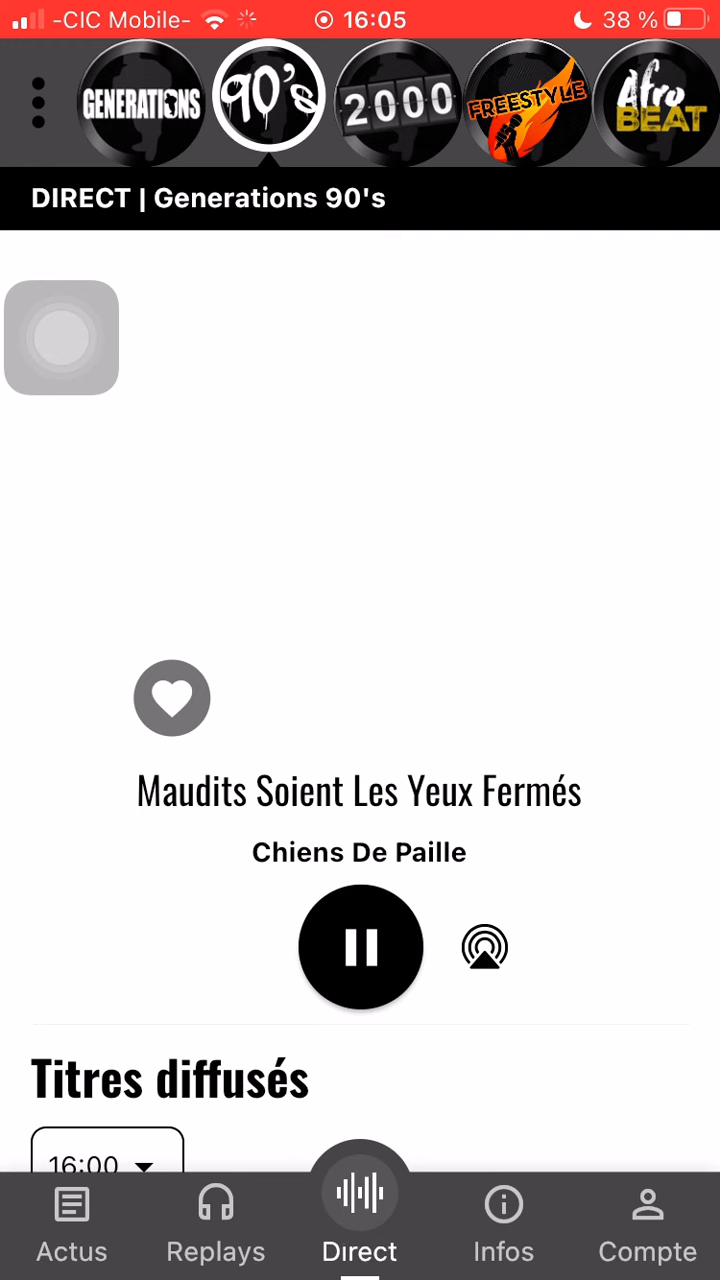 -CIC Mobile- 16:05 38 %
GENERATIONS
90's
2000
FREESTYLE
Afro
BEAT
DIRECT | Generations 90's
Maudits Soient Les Yeux Fermés
Chiens De Paille
Titres diffusés
16:00
Actus Replays Direct Infos Compte